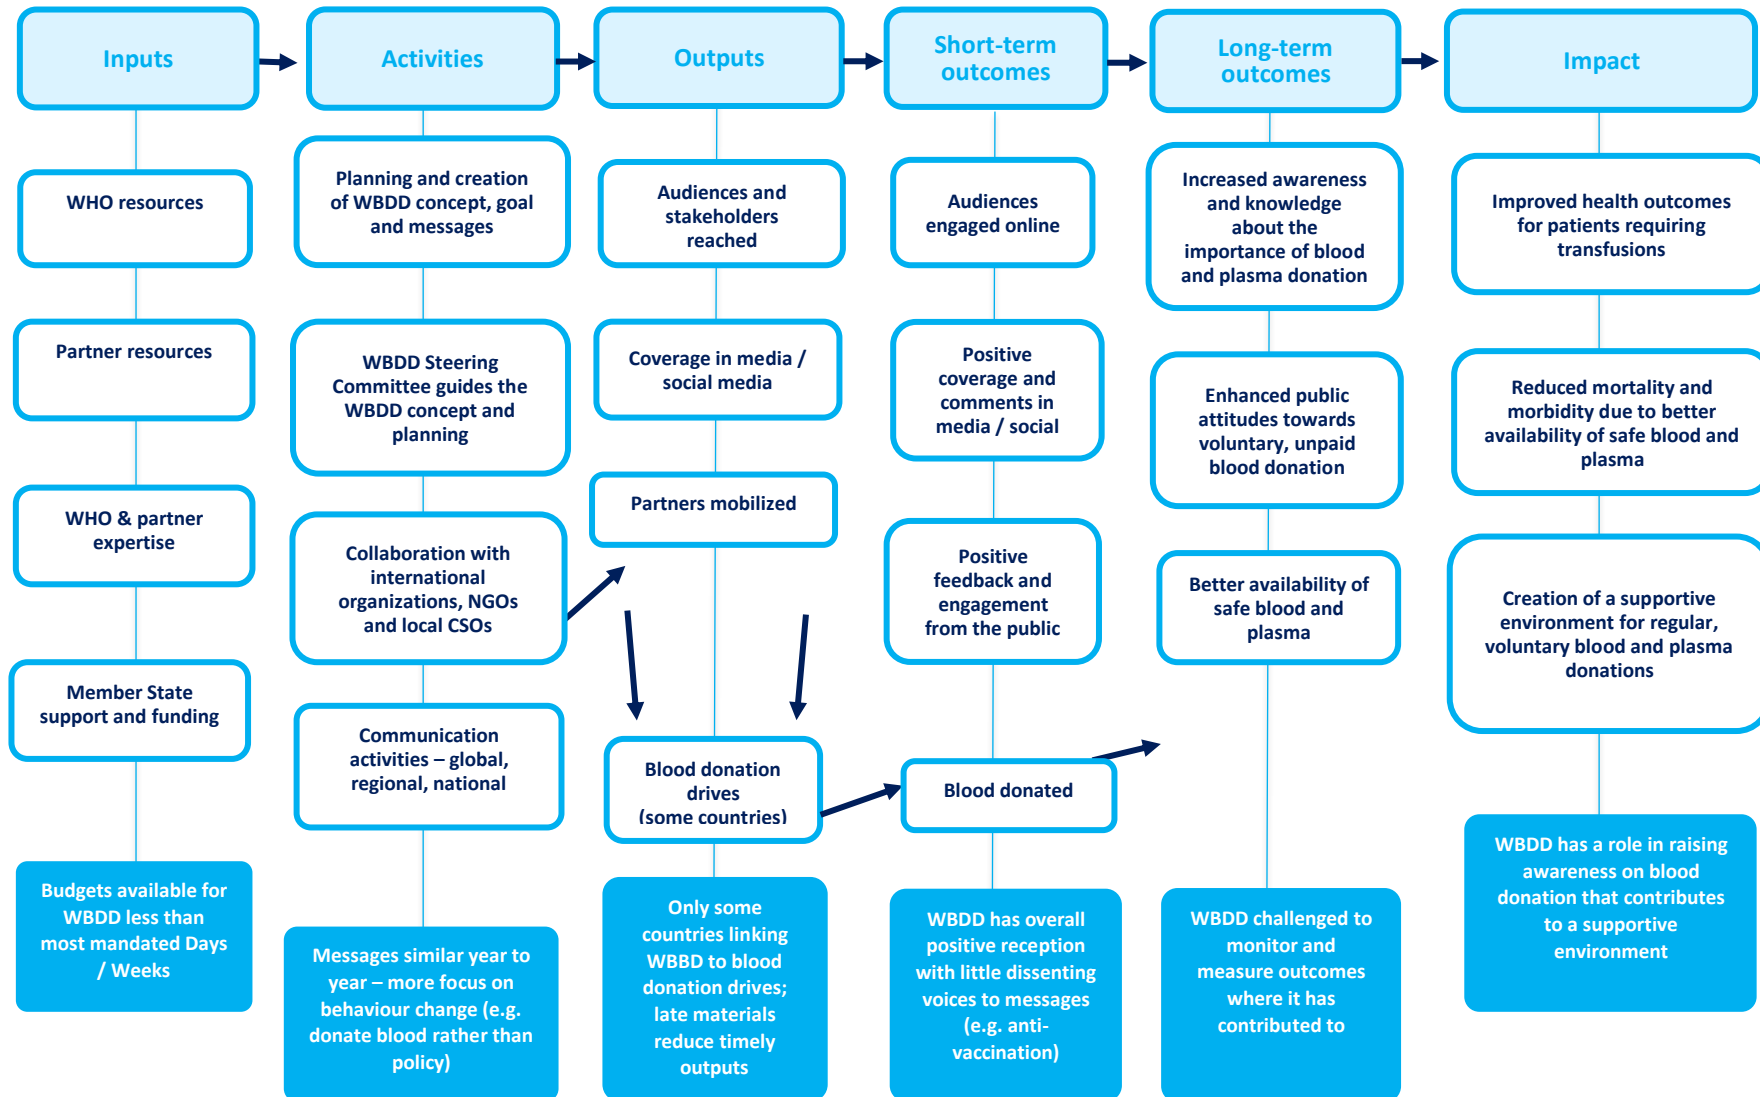 Inputs
Activities
Outputs
Short-term
outcomes
Long-term
outcomes
Impact
WHO resources
Partner resources
WHO & partner
expertise
Member State
support and funding
Budgets available for
WBDD less than
most mandated Days
/ Weeks
Planning and creation
of WBDD concept, goal
and messages
WBDD Steering
Committee guides the
WBDD concept and
planning
Collaboration with
international
organizations, NGOs
and local CSOs
Communication
activities – global,
regional, national
Messages similar year to
year – more focus on
behaviour change (e.g.
donate blood rather than
policy)
Audiences and
stakeholders
reached
Coverage in media /
social media
Partners mobilized
Blood donation
drives
(some countries)
Only some
countries linking
WBBD to blood
donation drives;
late materials
reduce timely
outputs
Audiences
engaged online
Positive
coverage and
comments in
media / social
Positive
feedback and
engagement
from the public
Blood donated
WBDD has overall
positive reception
with little dissenting
voices to messages
(e.g. anti-
vaccination)
Increased awareness
and knowledge
about the
importance of blood
and plasma donation
Enhanced public
attitudes towards
voluntary, unpaid
blood donation
Better availability of
safe blood and
plasma
WBDD challenged to
monitor and
measure outcomes
where it has
contributed to
Improved health outcomes
for patients requiring
transfusions
Reduced mortality and
morbidity due to better
availability of safe blood and
plasma
Creation of a supportive
environment for regular,
voluntary blood and plasma
donations
WBDD has a role in raising
awareness on blood
donation that contributes
to a supportive
environment